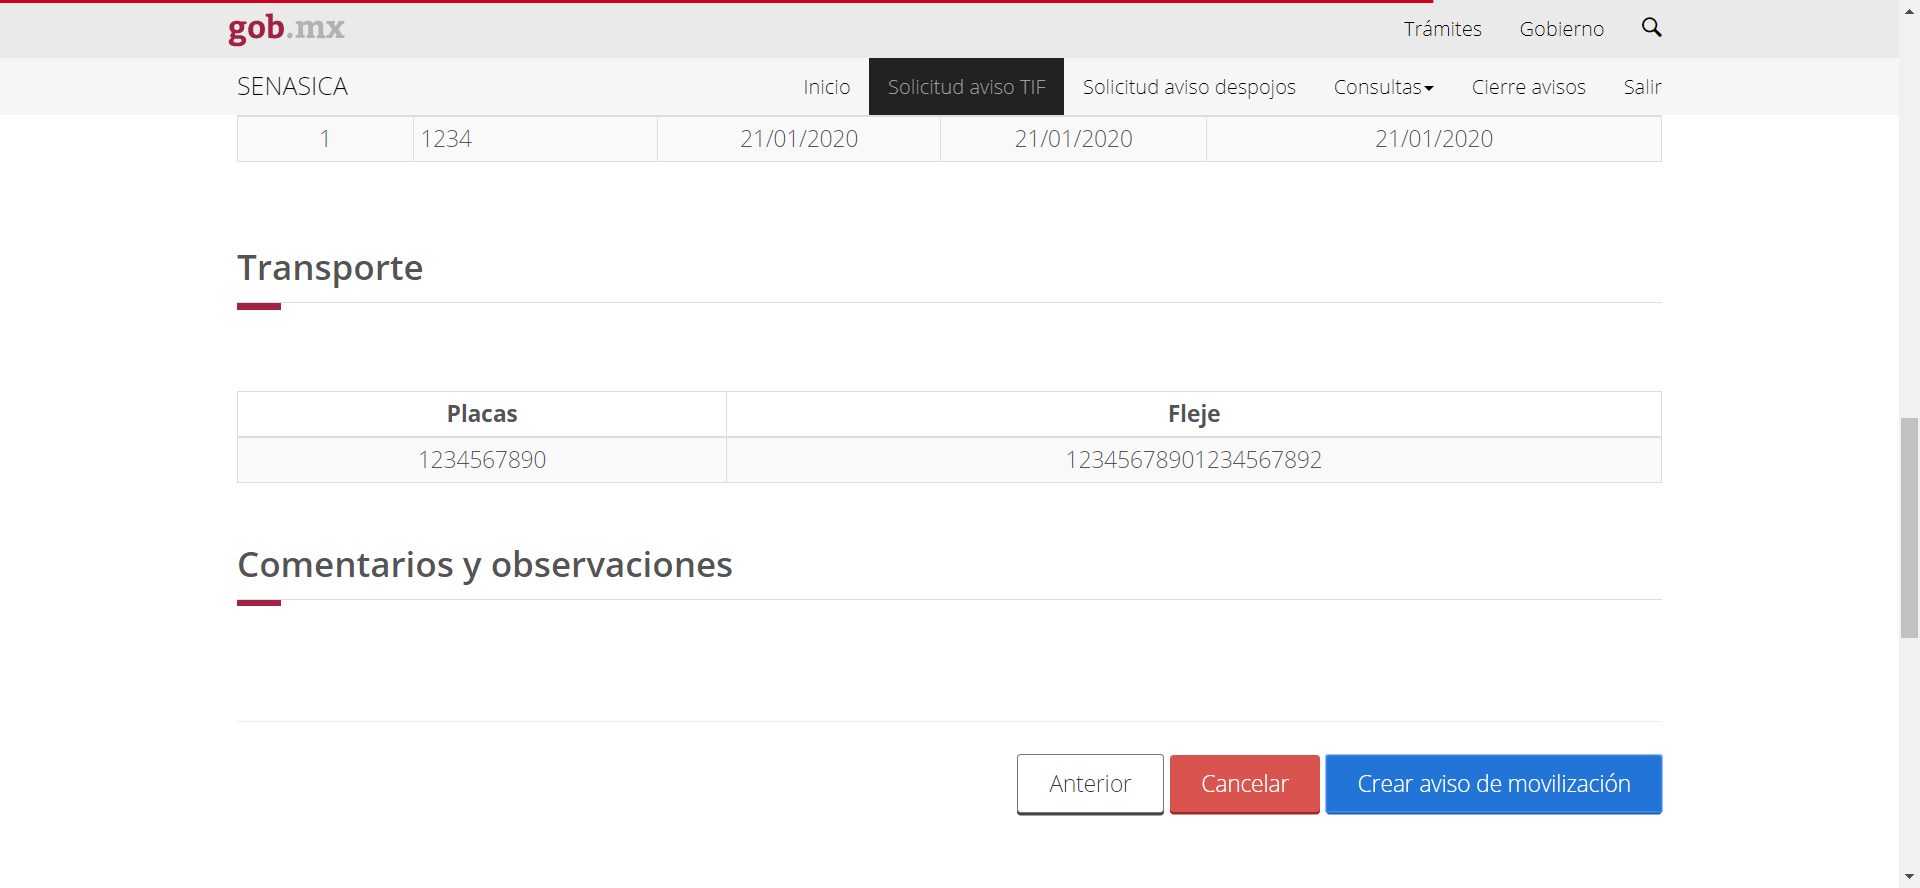 gob.mx
Trámites Gobierno
SENASICA Inicio Solicitud aviso TIF Solicitud aviso despojos Consultas Cierre avisos Salir
1 1234 21/01/2020 21/01/2020 21/01/2020
Transporte
Placas Fleje
1234567890 12345678901234567892
Comentarios y observaciones
Anterior Cancelar Crear aviso de movilización